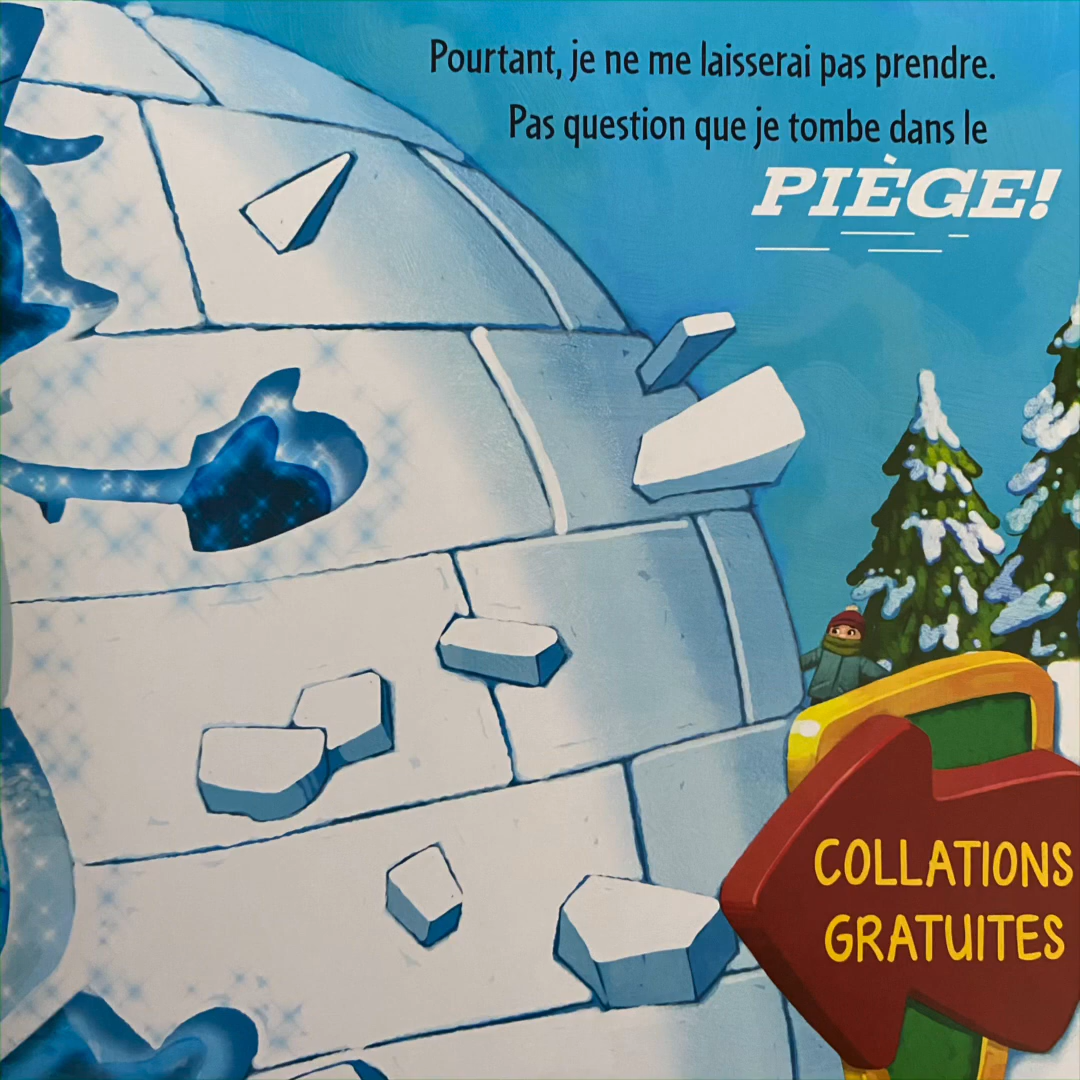 Pourtant, je ne me laisserai pas prendre.
Pas question que je tombe dans le
PIÈGE!
COLLATIONS
GRATUITES